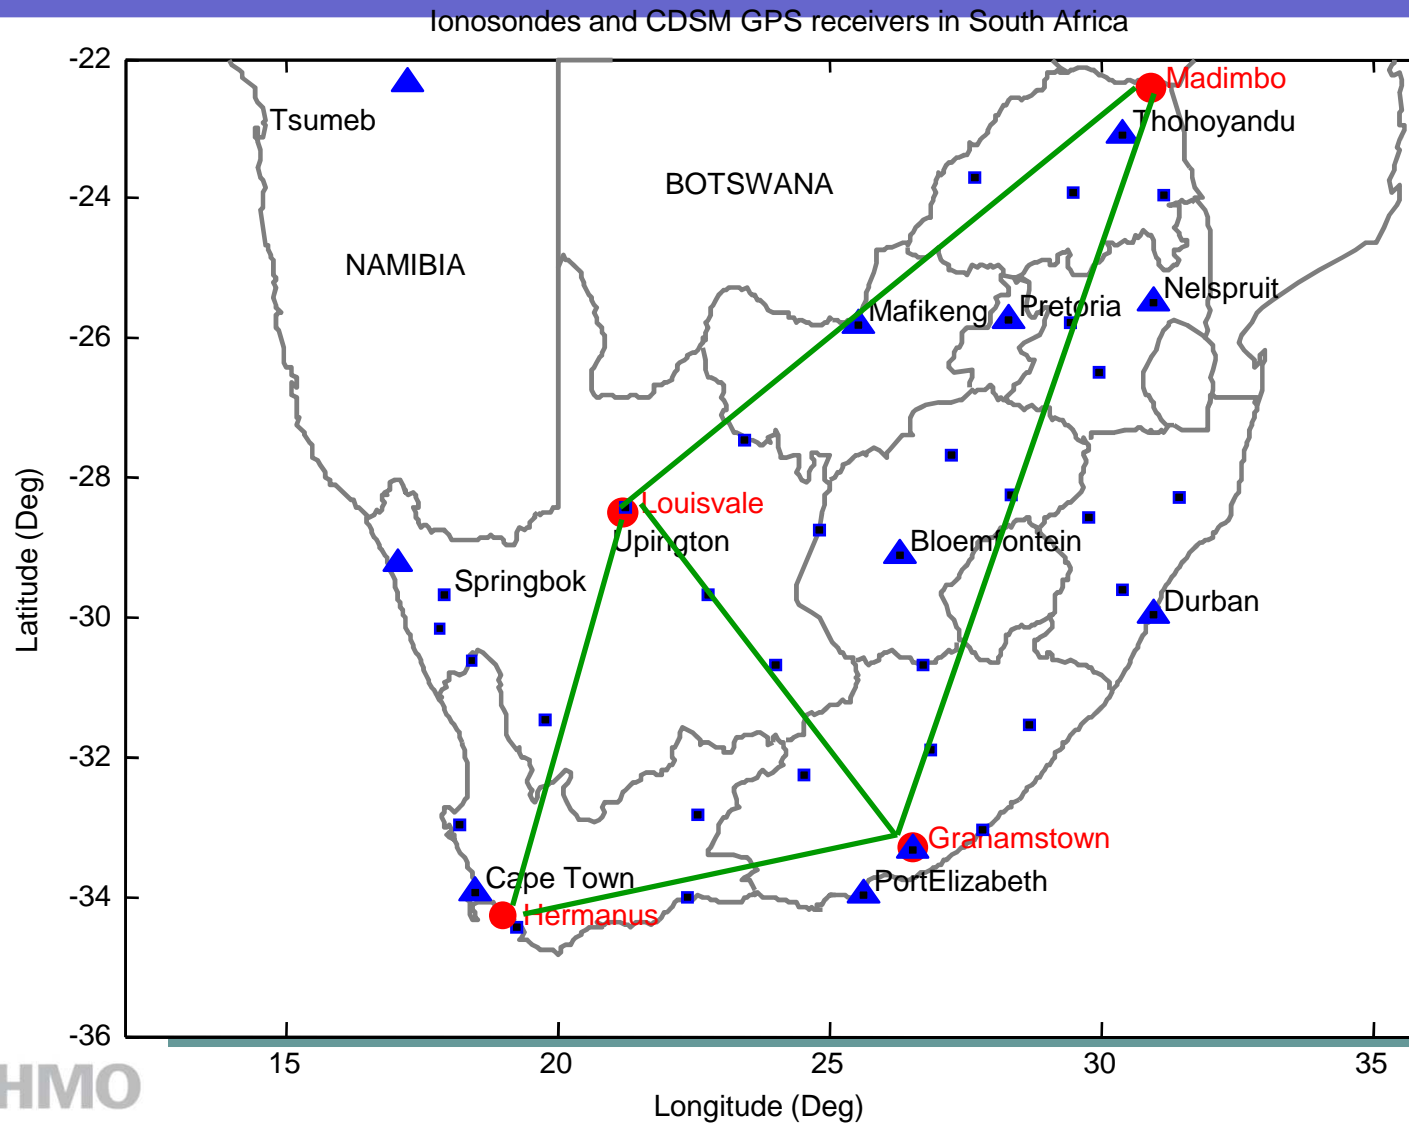 Ionosondes and CDSM GPS receivers in South Africa
-22
Madimbo
Tsumeb
Thohoyandu
BOTSWANA
-24
NAMIBIA
Nelspruit
Mafikeng
Pretoria
-26
-28
Louisvale
Upington
Bloemfontein
Springbok
Durban
-30
Latitude (Deg)
-32
Grahamstown
Cape Town
PortElizabeth
-34
Hermanus
-36
15
20
25
30
35
HMO
Longitude (Deg)